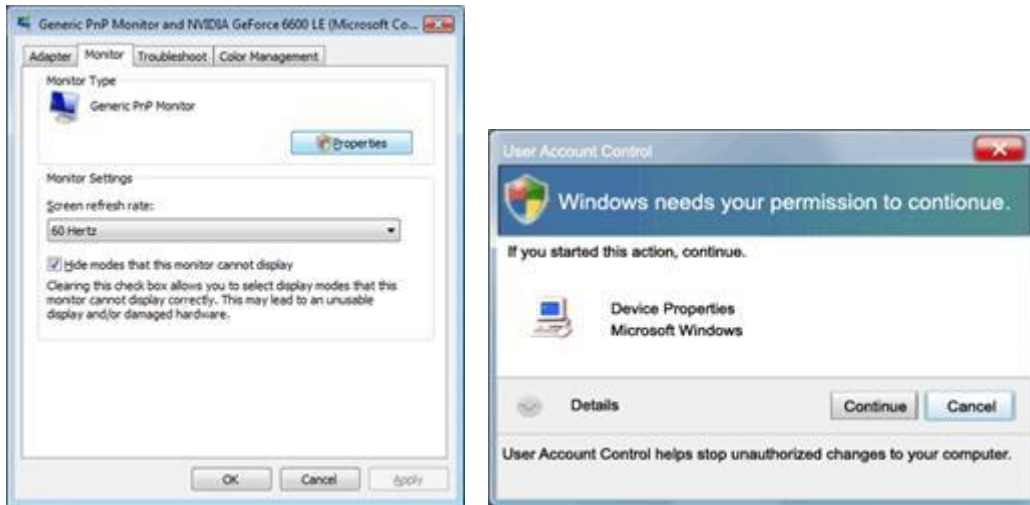 Generic PnP Monitor and NVIDIA GeForce 6600 LE (Microsoft Co...
Adapter Monitor Troubleshoot Color Management
Monitor Type
Generic PnP Monitor
Properties
Monitor Settings
Screen refresh rate:
60 Hertz
Hide modes that this monitor cannot display
Clearing this check box allows you to select display modes that this
monitor cannot display correctly. This may lead to an unusable
display and/or damaged hardware.
OK Cancel Apply
User Account Control
Windows needs your permission to contionue.
If you started this action, continue.
Device Properties
Microsoft Windows
Details Continue Cancel
User Account Control helps stop unauthorized changes to your computer.